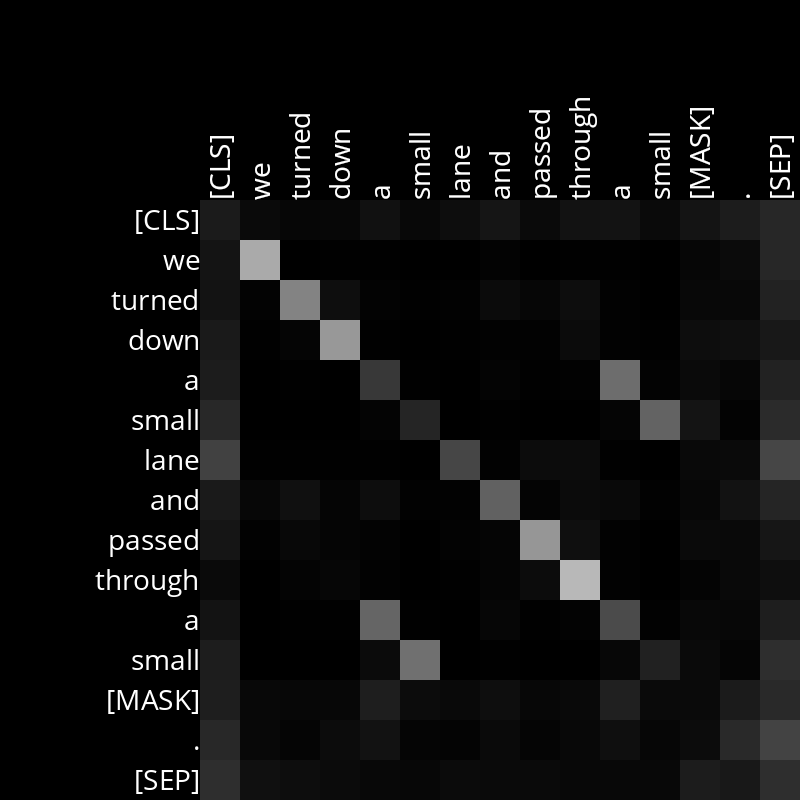 [CLS] we turned down a small lane and passed through a small [MASK] . [SEP]
[CLS]
we
turned
down
a
small
lane
and
passed
through
a
small
[MASK]
.
[SEP]